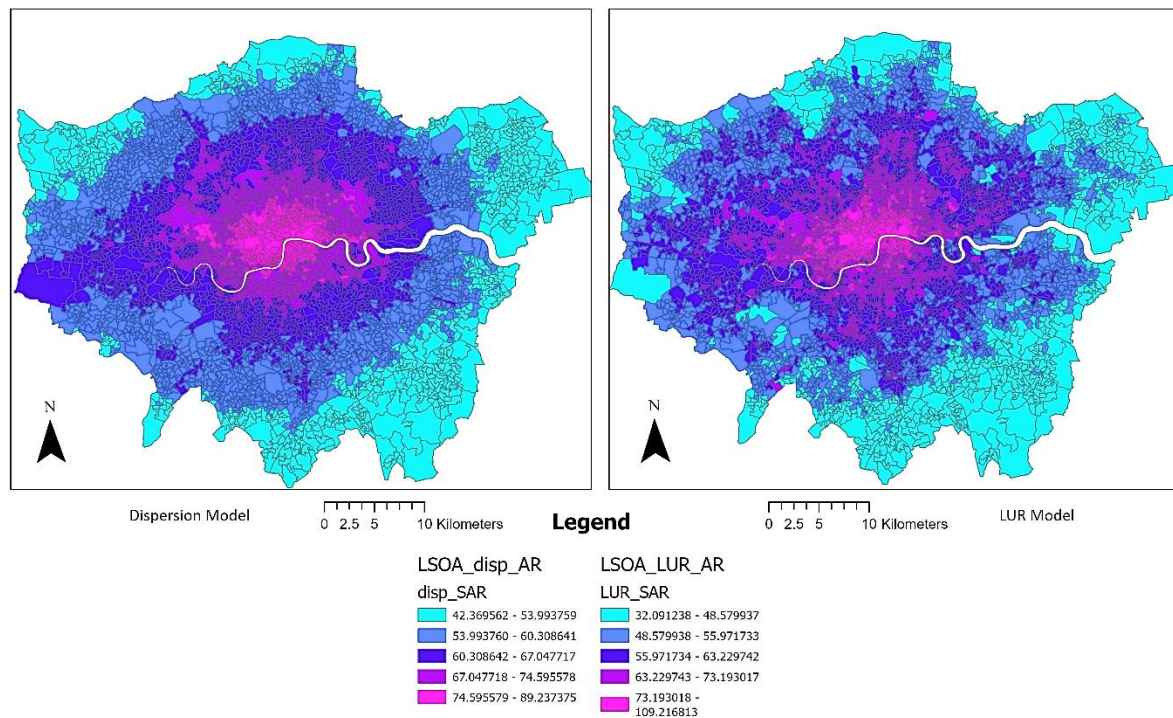 N
N
Dispersion Model
0 2.5 5 10 Kilometers
Legend
0 2.5 5 10 Kilometers
LUR Model
LSOA_disp_AR
disp_SAR
42.369562 - 53.993759
53.993760 - 60.308641
60.308642 - 67.047717
67.047718 - 74.595578
74.595579 - 89.237375
LSOA_LUR_AR
LUR_SAR
32.091238 - 48.579937
48.579938 - 55.971733
55.971734 - 63.229742
63.229743 - 73.193017
73.193018 -
109.216813